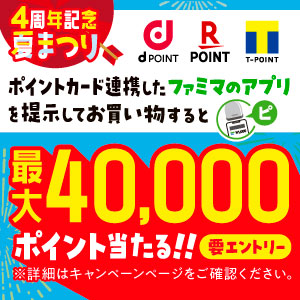 4周年記念
夏まつり
d POINT
R POINT
T T-POINT
ポイントカード連携したファミマのアプリ
を提示してお買い物すると
ピ
最大40,000
ポイント当たる!!
要エントリー
※詳細はキャンペーンページをご確認ください。